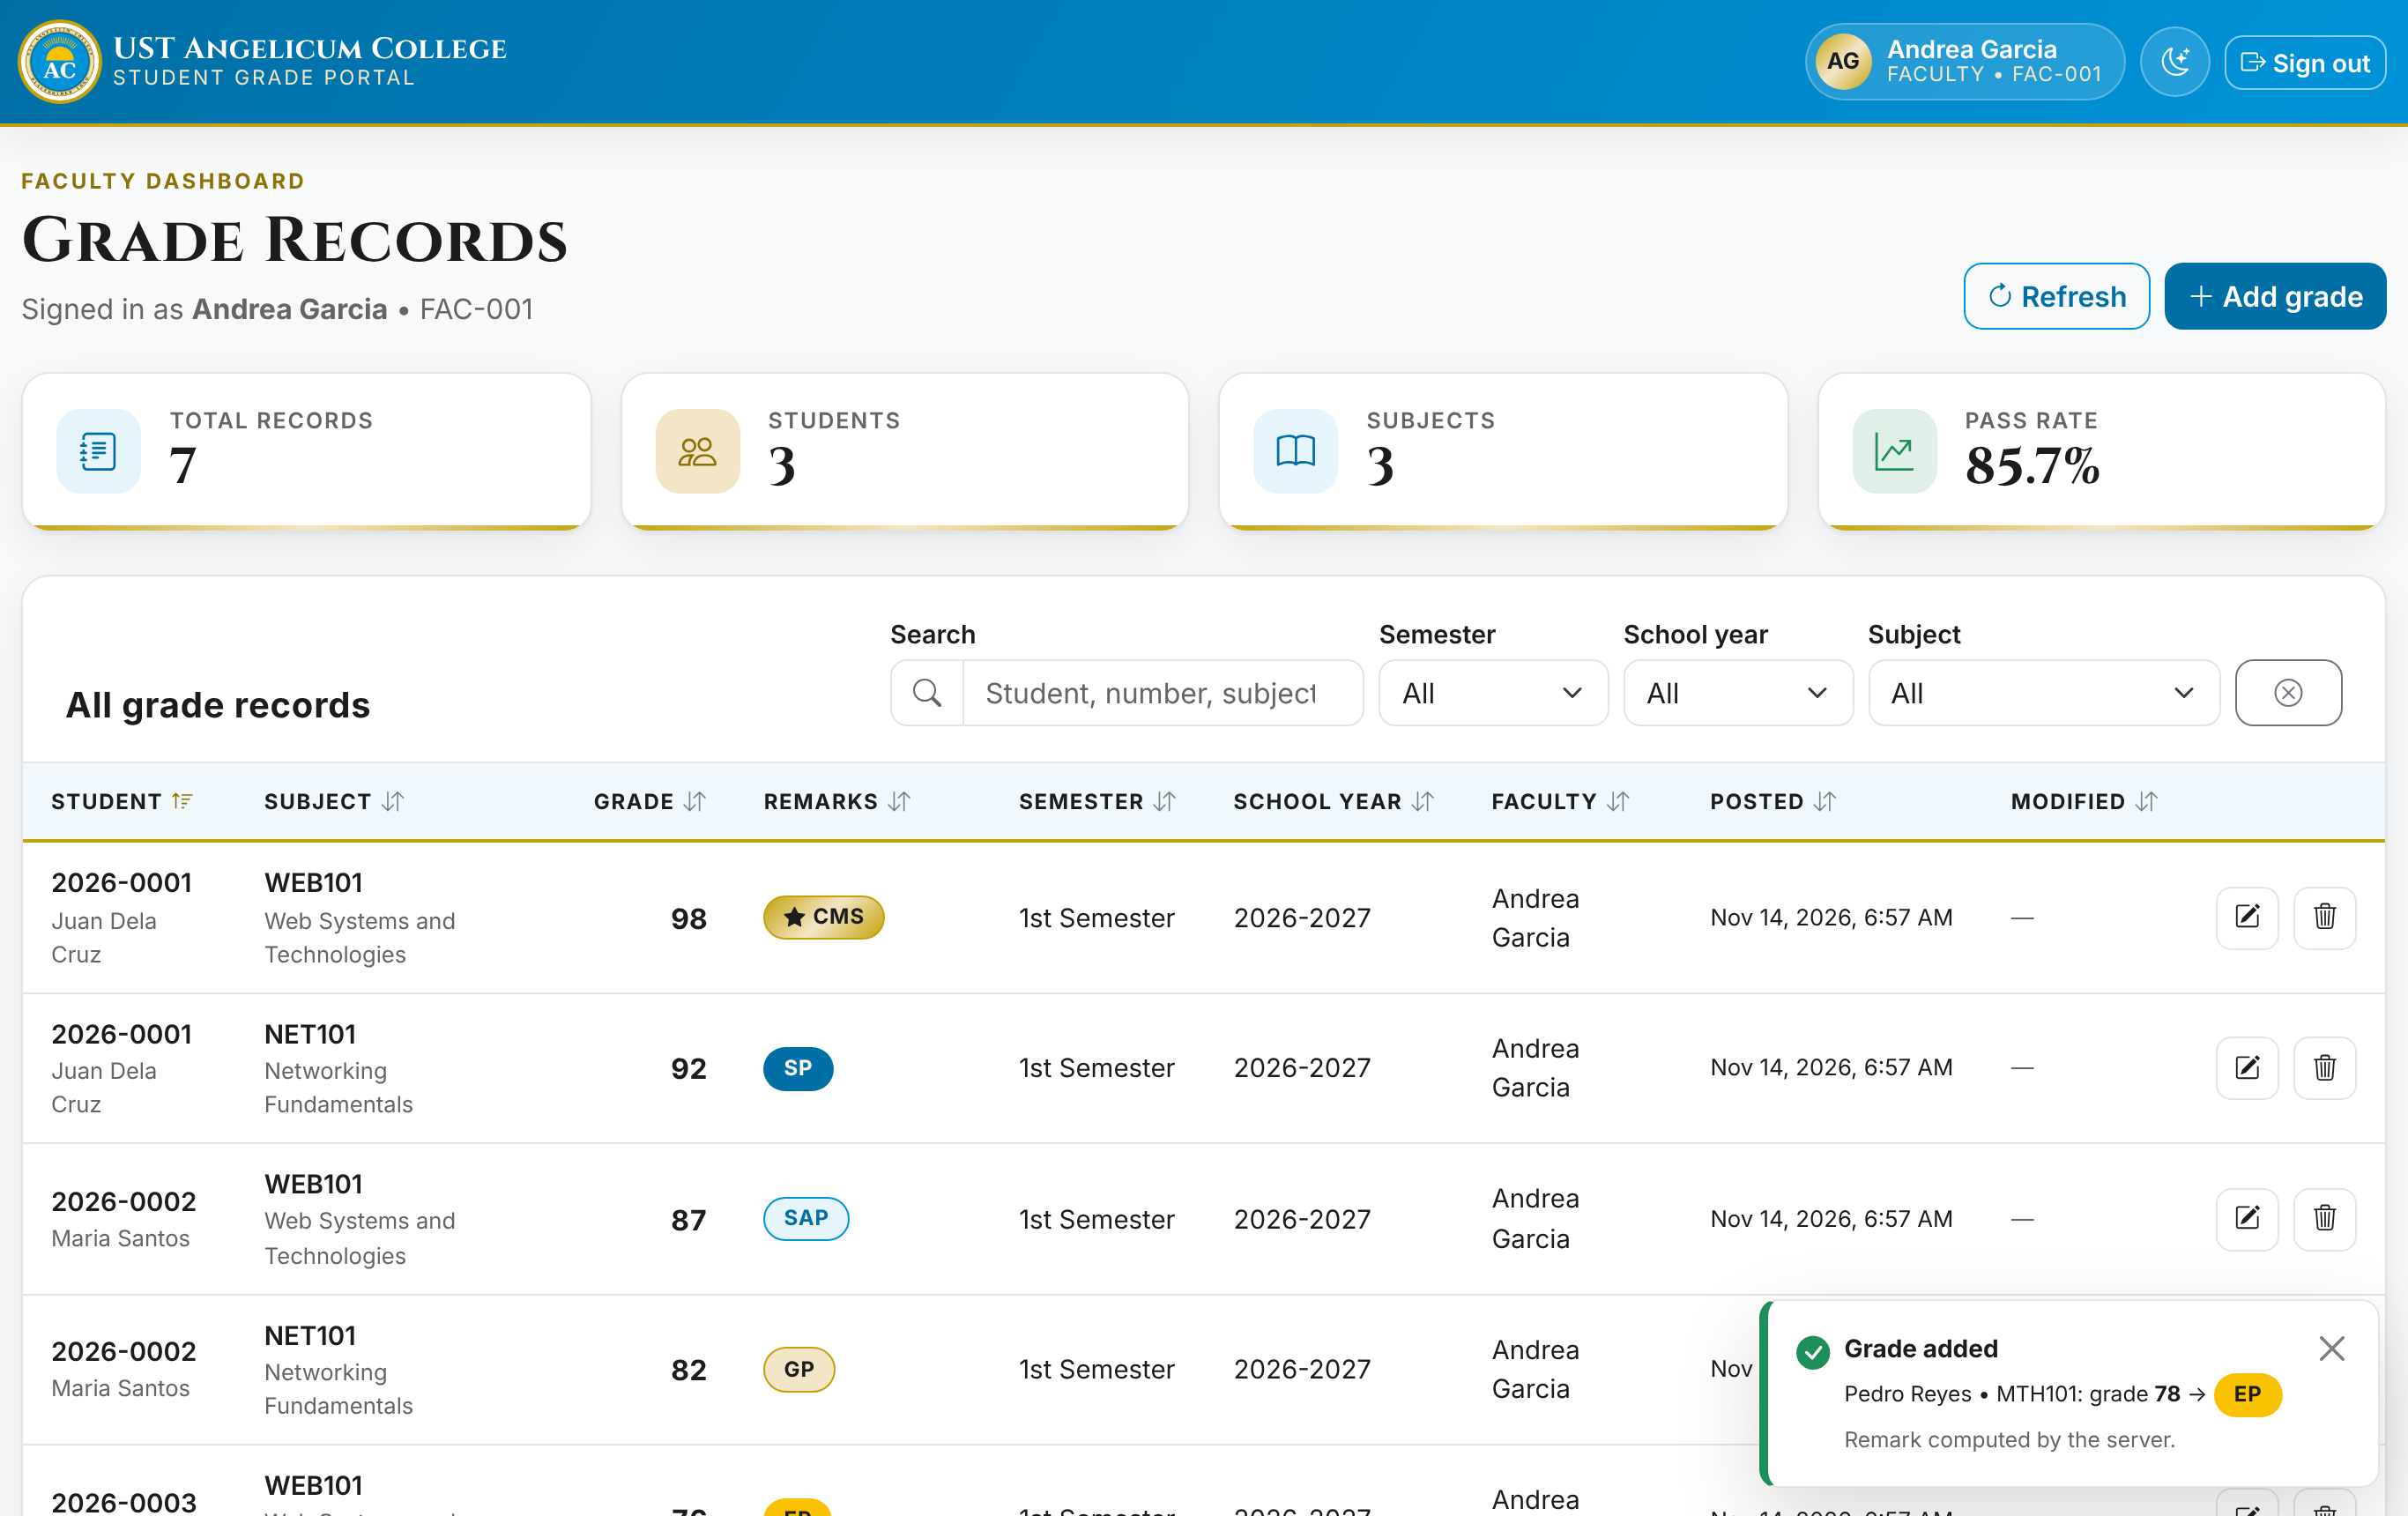 AC
UST Angelicum College
STUDENT GRADE PORTAL
AG
Andrea Garcia
FACULTY • FAC-001
Sign out
FACULTY DASHBOARD
Grade Records
Signed in as Andrea Garcia • FAC-001
Refresh
Add grade
TOTAL RECORDS
7
STUDENTS
3
SUBJECTS
3
PASS RATE
85.7%
All grade records
Search
Student, number, subject
Semester
All
School year
All
Subject
All
STUDENT SUBJECT GRADE REMARKS SEMESTER SCHOOL YEAR FACULTY POSTED MODIFIED
2026-0001
Juan Dela
Cruz
WEB101
Web Systems and
Technologies
98
CMS
1st Semester
2026-2027
Andrea
Garcia
Nov 14, 2026, 6:57 AM
—
2026-0001
Juan Dela
Cruz
NET101
Networking
Fundamentals
92
SP
1st Semester
2026-2027
Andrea
Garcia
Nov 14, 2026, 6:57 AM
—
2026-0002
Maria Santos
WEB101
Web Systems and
Technologies
87
SAP
1st Semester
2026-2027
Andrea
Garcia
Nov 14, 2026, 6:57 AM
—
2026-0002
Maria Santos
NET101
Networking
Fundamentals
82
GP
1st Semester
2026-2027
Andrea
Garcia
Nov
2026-0003
WEB101
EP
1st Semester
2026-2027
Andrea
Grade added
Pedro Reyes • MTH101: grade 78 → EP
Remark computed by the server.